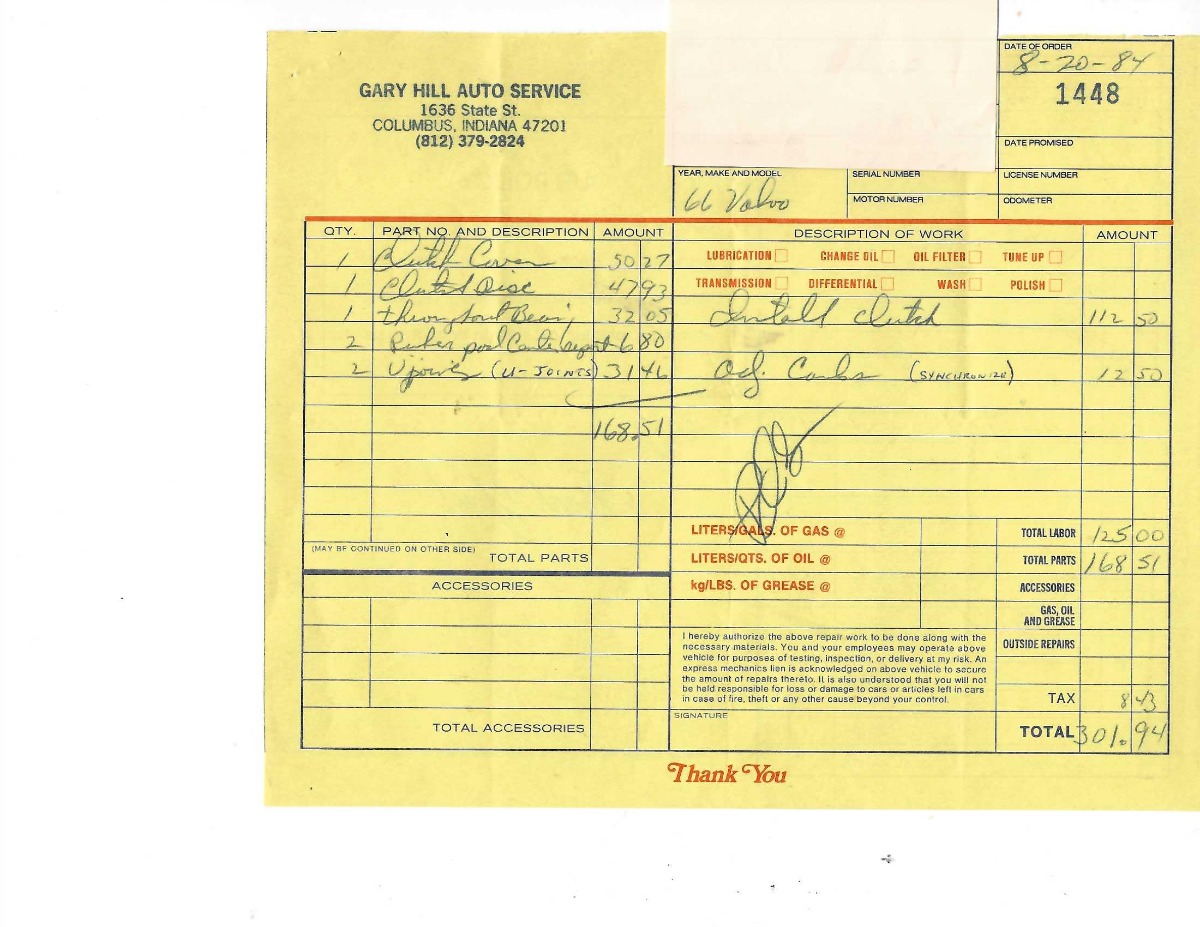 GARY HILL AUTO SERVICE
1636 State St.
COLUMBUS, INDIANA 47201
(812) 379-2824
DATE OF ORDER
8-20-84
1448
DATE PROMISED
YEAR, MAKE AND MODEL
66 Volvo
SERIAL NUMBER
LICENSE NUMBER
MOTOR NUMBER
ODOMETER
QTY. PART NO. AND DESCRIPTION AMOUNT DESCRIPTION OF WORK AMOUNT
1 Clutch Cover 50 27
LUBRICATION CHANGE OIL OIL FILTER TUNE UP
1 Clutch Disc 47 93
TRANSMISSION DIFFERENTIAL WASH POLISH
1 throughout Bearing 32 05 Install clutch 112 50
2 6 80
2 Ujoints (U-JOINTS) 31 46 adj. Carbs (SYNCHRONIZE) 12 50
168.51
LITERS/GALS. OF GAS @ TOTAL LABOR 125 00
(MAY BE CONTINUED ON OTHER SIDE) TOTAL PARTS
LITERS/QTS. OF OIL @ TOTAL PARTS 168 51
ACCESSORIES
kg/LBS. OF GREASE @ ACCESSORIES
GAS, OIL
AND GREASE
OUTSIDE REPAIRS
I hereby authorize the above repair work to be done along with the
necessary materials. You and your employees may operate above
vehicle for purposes of testing, inspection, or delivery at my risk. An
express mechanics lien is acknowledged on above vehicle to secure
the amount of repairs thereto. It is also understood that you will not
be held responsible for loss or damage to cars or articles left in cars
in case of fire, theft or any other cause beyond your control.
TAX 8 43
SIGNATURE
TOTAL ACCESSORIES
TOTAL 301.94
Thank You